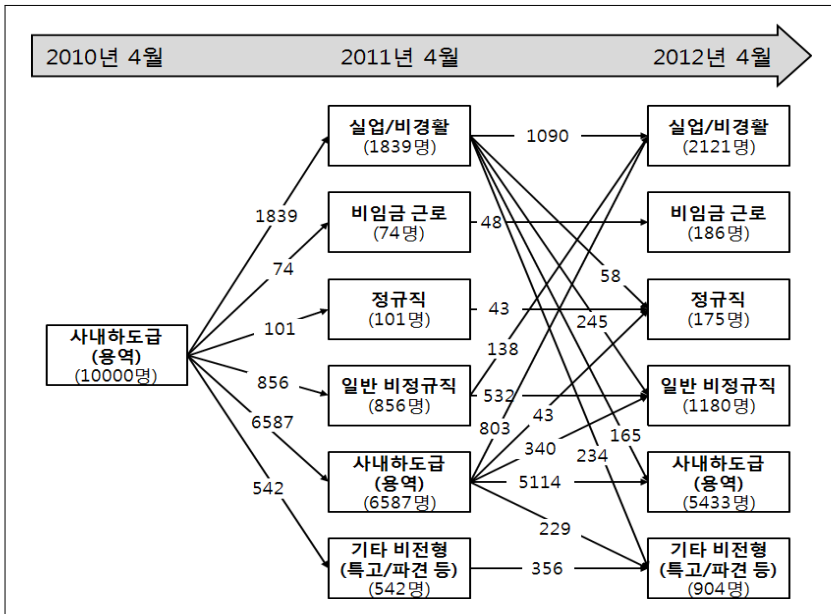 2010년 4월
2011년 4월
2012년 4월
사내하도급
(용역)
(10000명)
1839
74
101
856
6587
542
실업/비경활
(1839명)
비임금 근로
(74명)
정규직
(101명)
일반 비정규직
(856명)
사내하도급
(용역)
(6587명)
기타 비전형
(특고/파견 등)
(542명)
1090
48
58
43
245
138
532
43
803
340
165
234
5114
229
356
실업/비경활
(2121명)
비임금 근로
(186명)
정규직
(175명)
일반 비정규직
(1180명)
사내하도급
(용역)
(5433명)
기타 비전형
(특고/파견 등)
(904명)